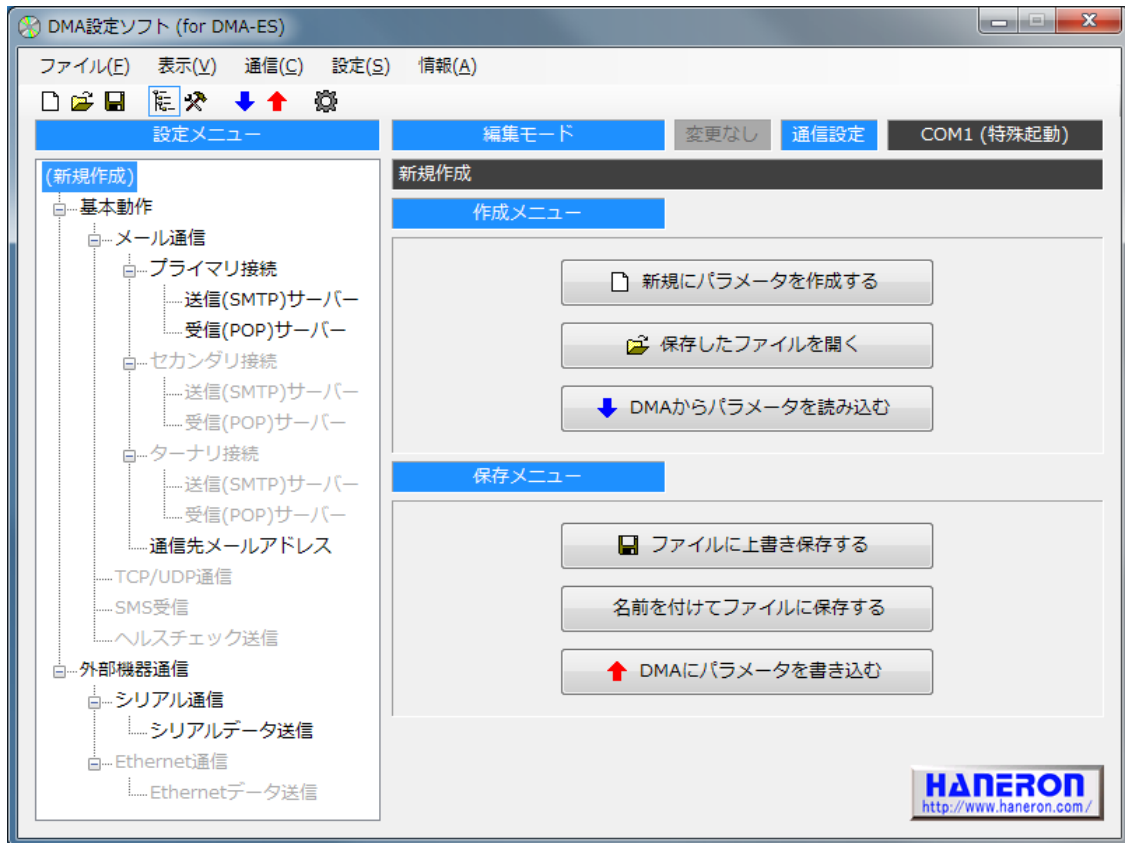 DMA設定ソフト (for DMA-ES)
ファイル(F) 表示(V) 通信(C) 設定(S) 情報(A)
設定メニュー
(新規作成)
基本動作
メール通信
プライマリ接続
送信(SMTP)サーバー
受信(POP)サーバー
セカンダリ接続
送信(SMTP)サーバー
受信(POP)サーバー
ターナリ接続
送信(SMTP)サーバー
受信(POP)サーバー
通信先メールアドレス
TCP/UDP通信
SMS受信
ヘルスチェック送信
外部機器通信
シリアル通信
シリアルデータ送信
Ethernet通信
Ethernetデータ送信
編集モード 変更なし 通信設定 COM1 (特殊起動)
新規作成
作成メニュー
新規にパラメータを作成する
保存したファイルを開く
DMAからパラメータを読み込む
保存メニュー
ファイルに上書き保存する
名前を付けてファイルに保存する
DMAにパラメータを書き込む
HANERON
http://www.haneron.com/